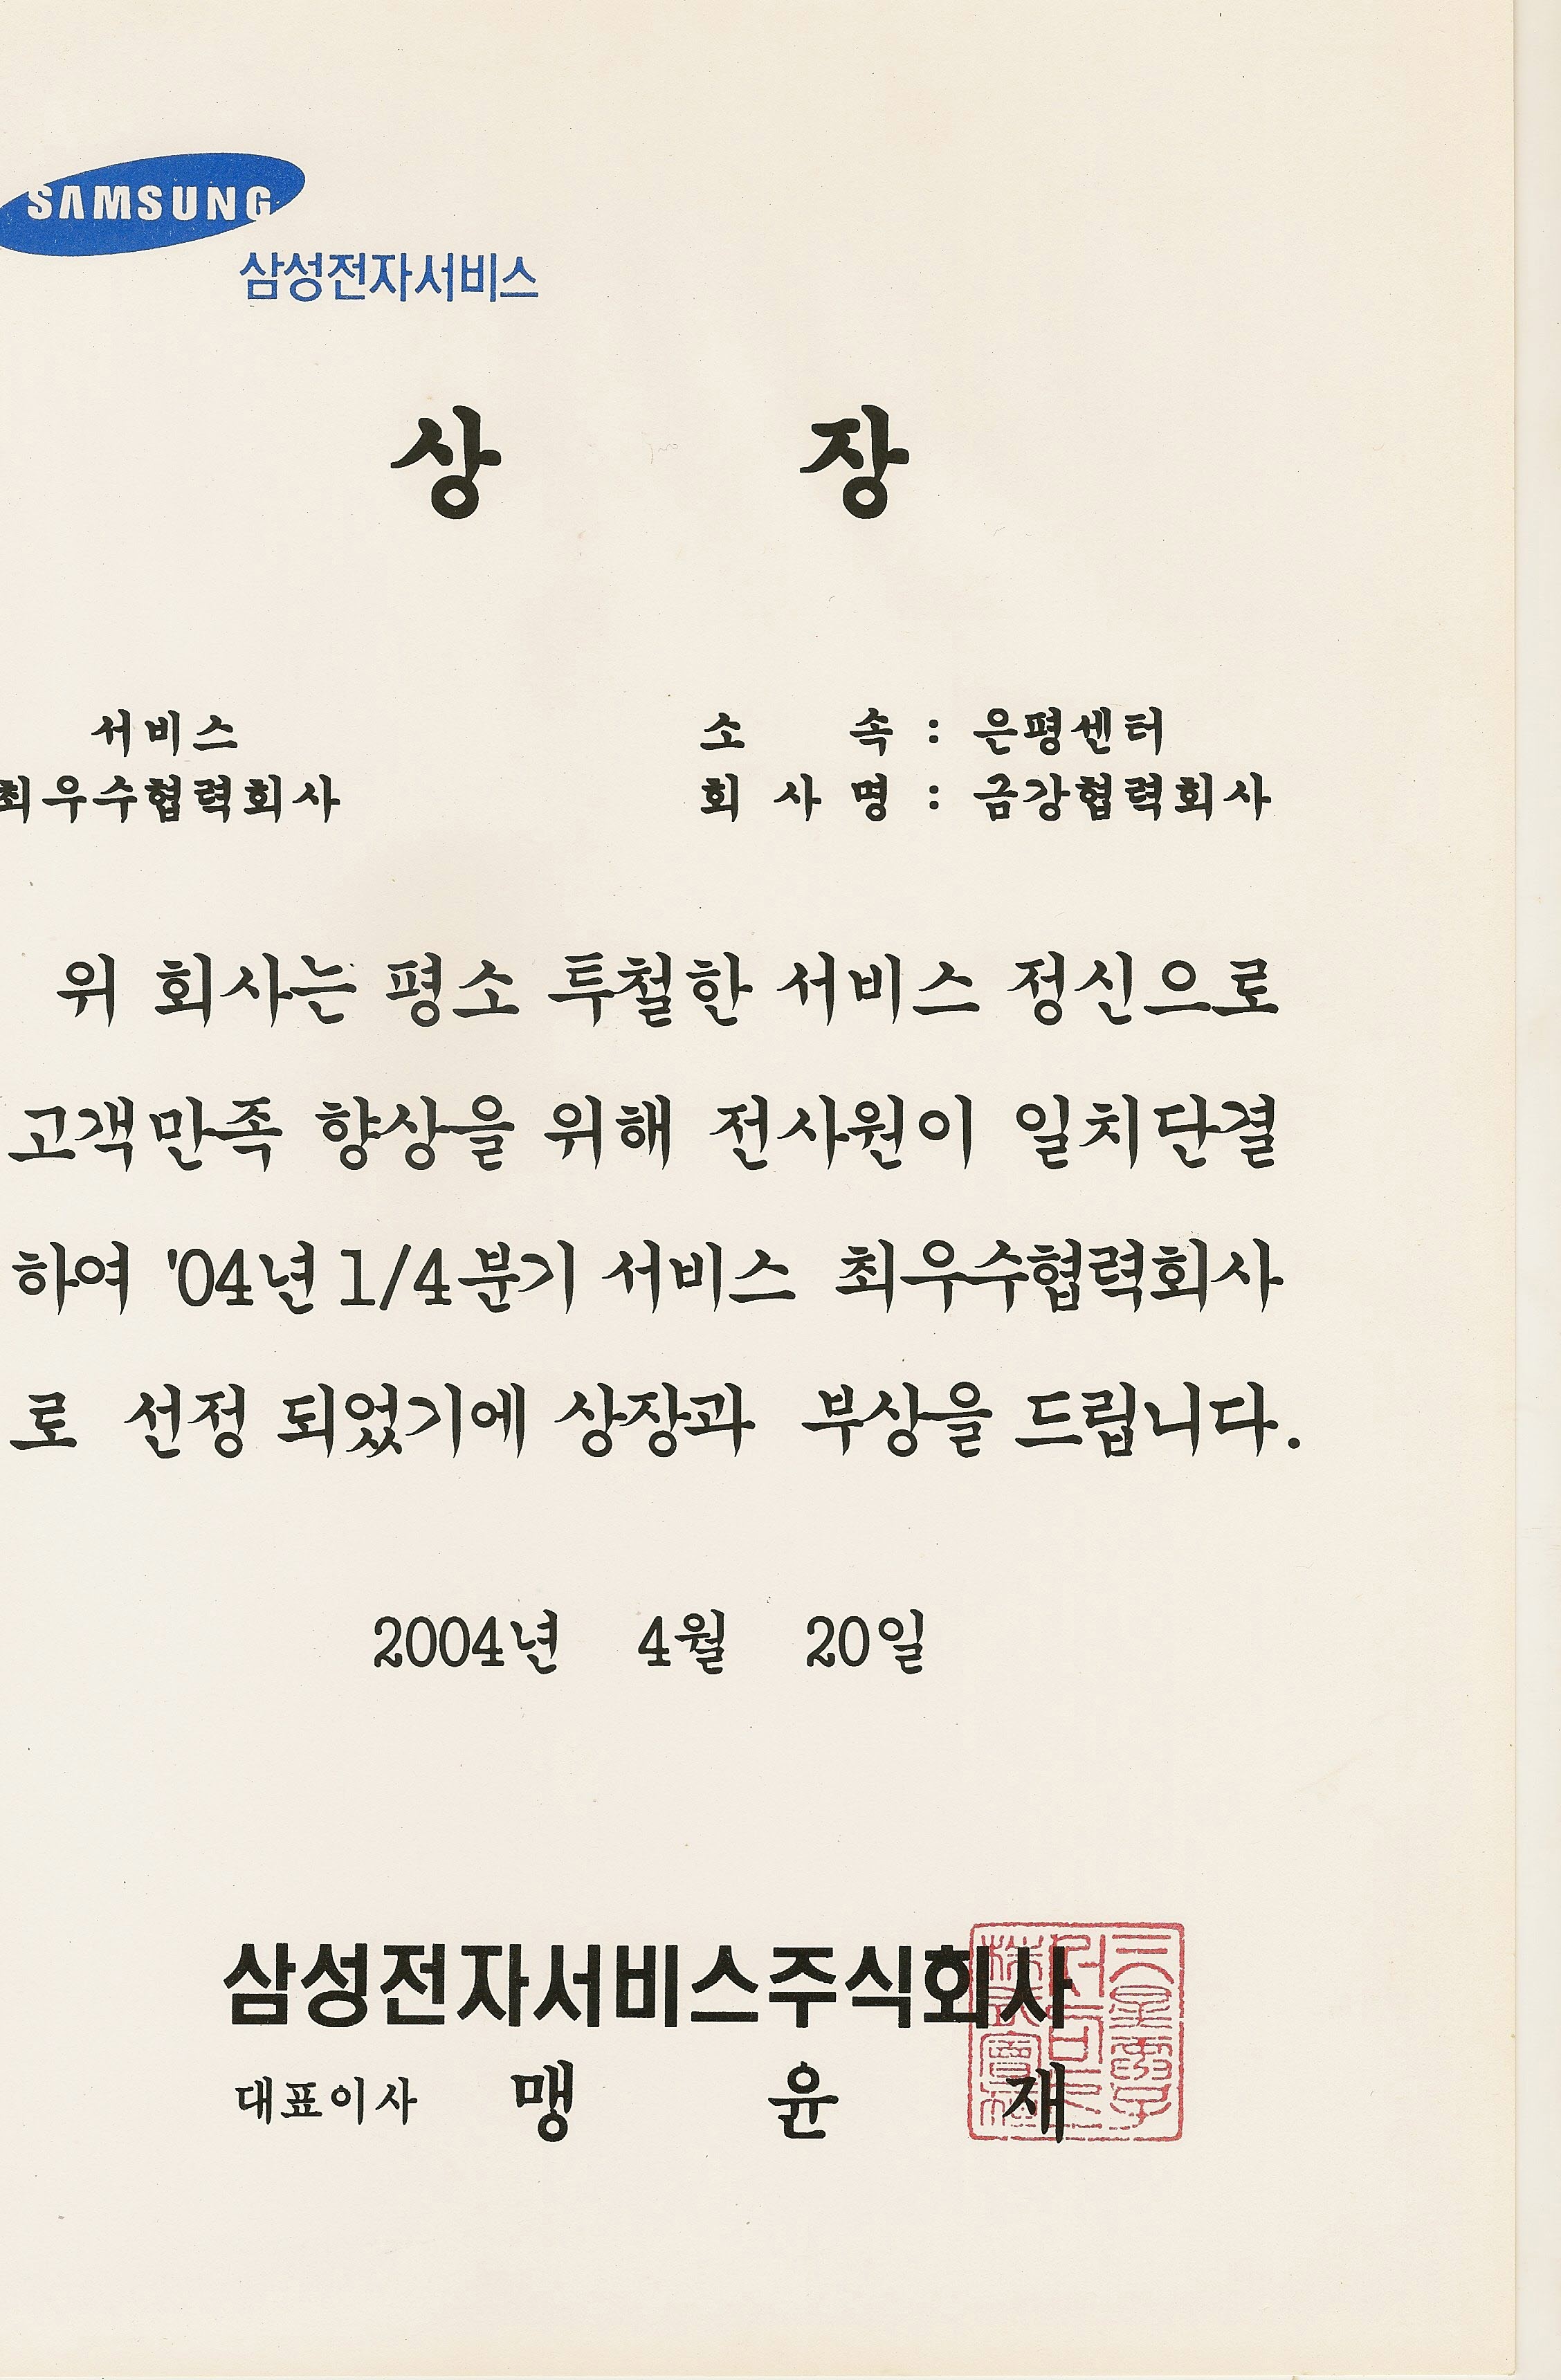 SAMSUNG
삼성전자서비스
상 장
서비스
최우수협력회사
소 속 : 은평센터
회 사 명 : 금강협력회사
위 회사는 평소 투철한 서비스 정신으로
고객만족 향상을 위해 전사원이 일치단결
하여 '04년 1/4분기 서비스 최우수협력회사
로 선정 되었기에 상장과 부상을 드립니다.
2004년 4월 20일
삼성전자서비스주식회사
대표이사 맹 윤 재